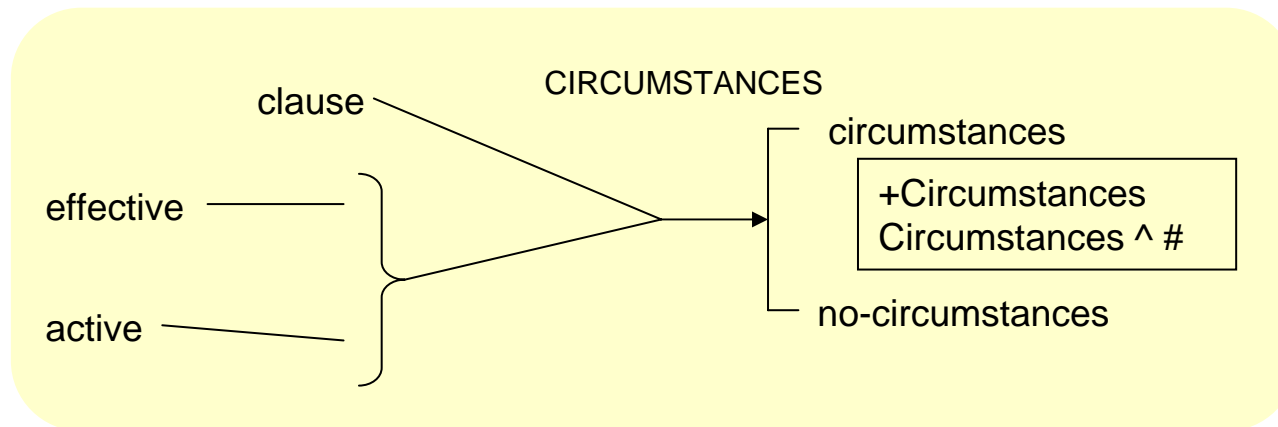 CIRCUMSTANCES
clause
circumstances
effective
+Circumstances
Circumstances ^ #
active
no-circumstances